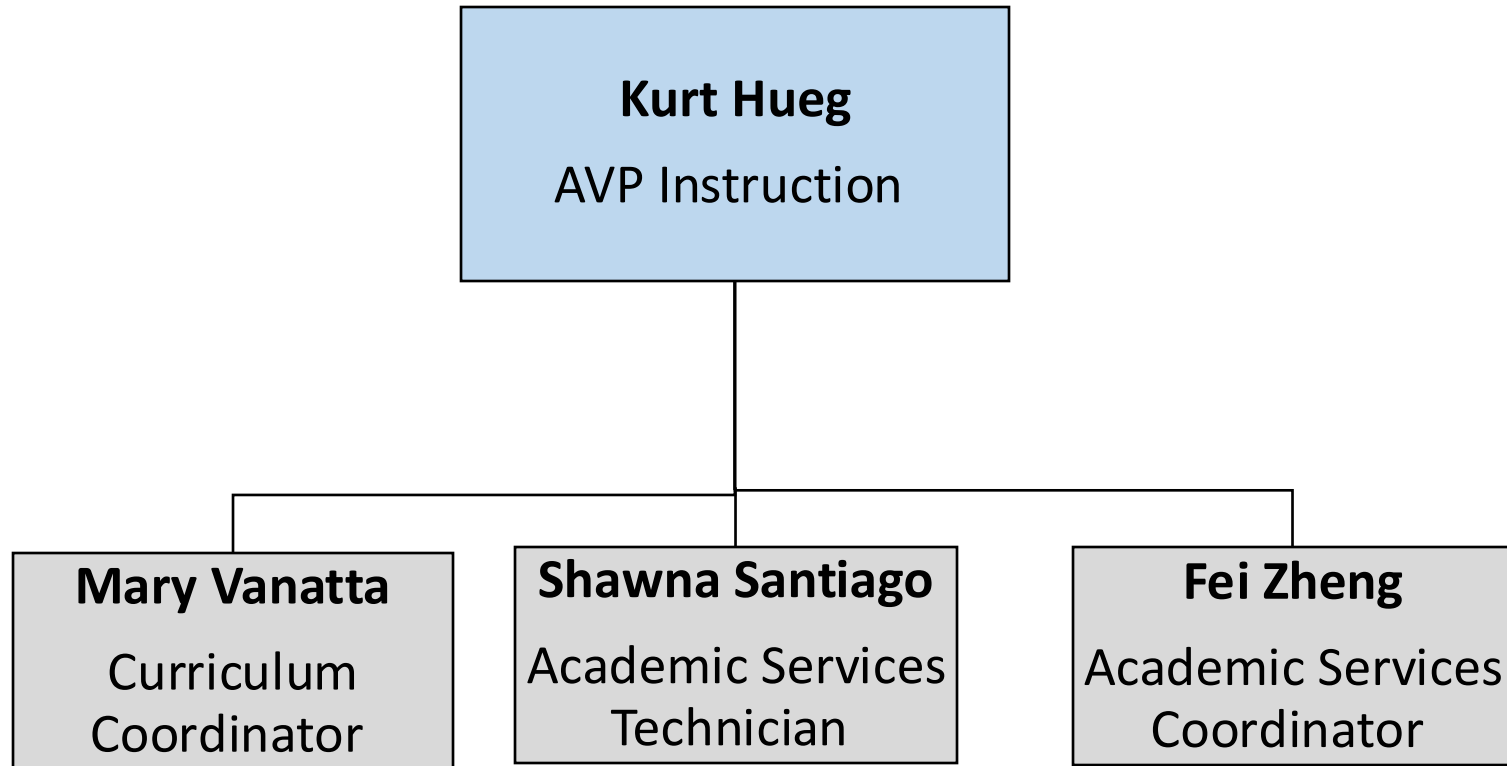 Kurt Hueg
AVP Instruction
Mary Vanatta
Curriculum
Coordinator
Shawna Santiago
Academic Services
Technician
Fei Zheng
Academic Services
Coordinator